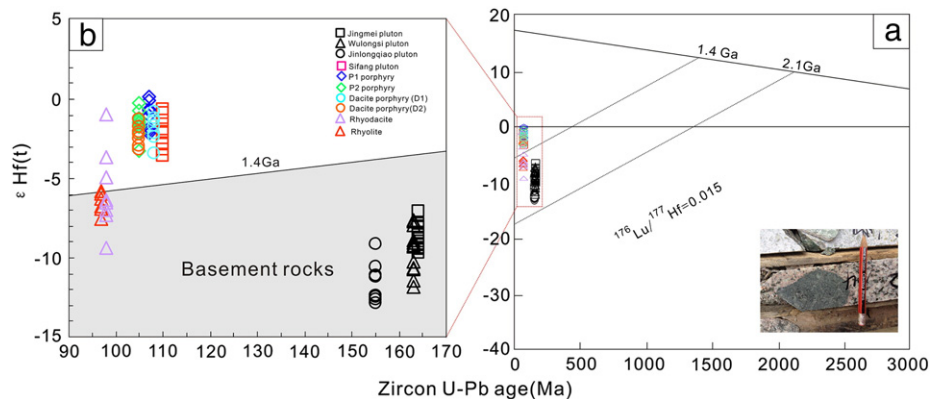 b
5
0
-5
-10
-15
ε Hf(t)
Jingmei pluton
Wulongsi pluton
Jinlongqiao pluton
Sifang pluton
P1 porphyry
P2 porphyry
Dacite porphyry (D1)
Dacite porphyry(D2)
Rhyodacite
Rhyolite
1.4Ga
Basement rocks
90 100 110 120 130 140 150 160 170
a
20
10
0
-10
-20
-30
-40
1.4 Ga
2.1Ga
176Lu/177Hf=0.015
0 500 1000 1500 2000 2500 3000
Zircon U-Pb age(Ma)